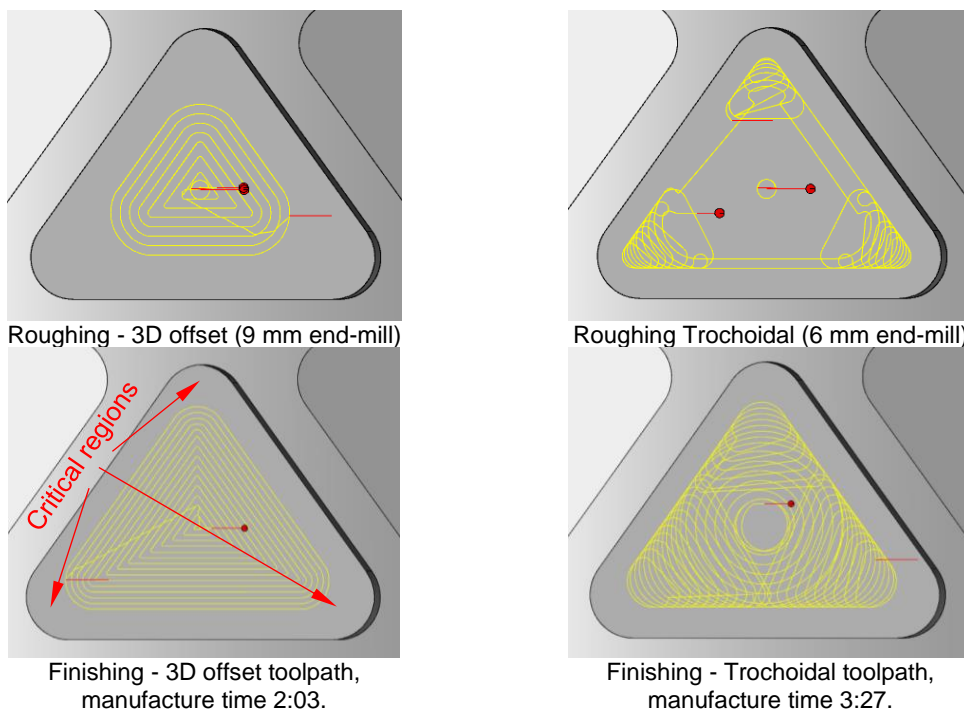 Roughing - 3D offset (9 mm end-mill)
Roughing Trochoidal (6 mm end-mill)
Critical regions
Finishing - 3D offset toolpath,
manufacture time 2:03.
Finishing - Trochoidal toolpath,
manufacture time 3:27.